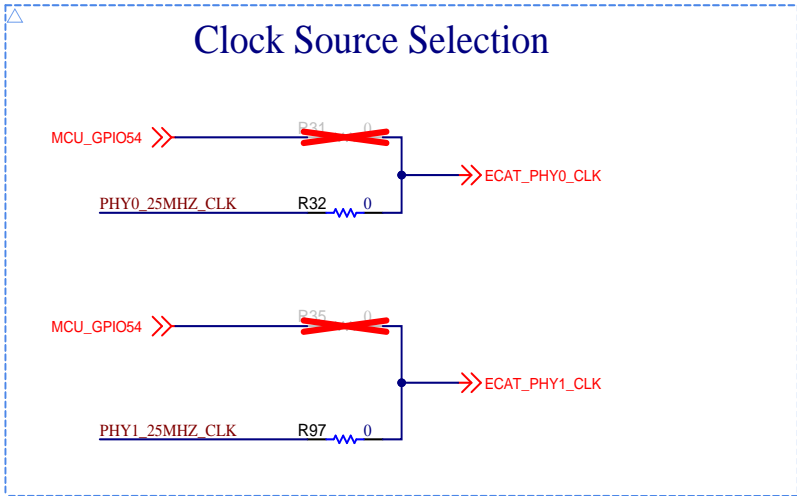 Clock Source Selection
MCU_GPIO54 R31 0
ECAT_PHY0_CLK
PHY0_25MHZ_CLK R32 0
MCU_GPIO54 R35 0
ECAT_PHY1_CLK
PHY1_25MHZ_CLK R97 0